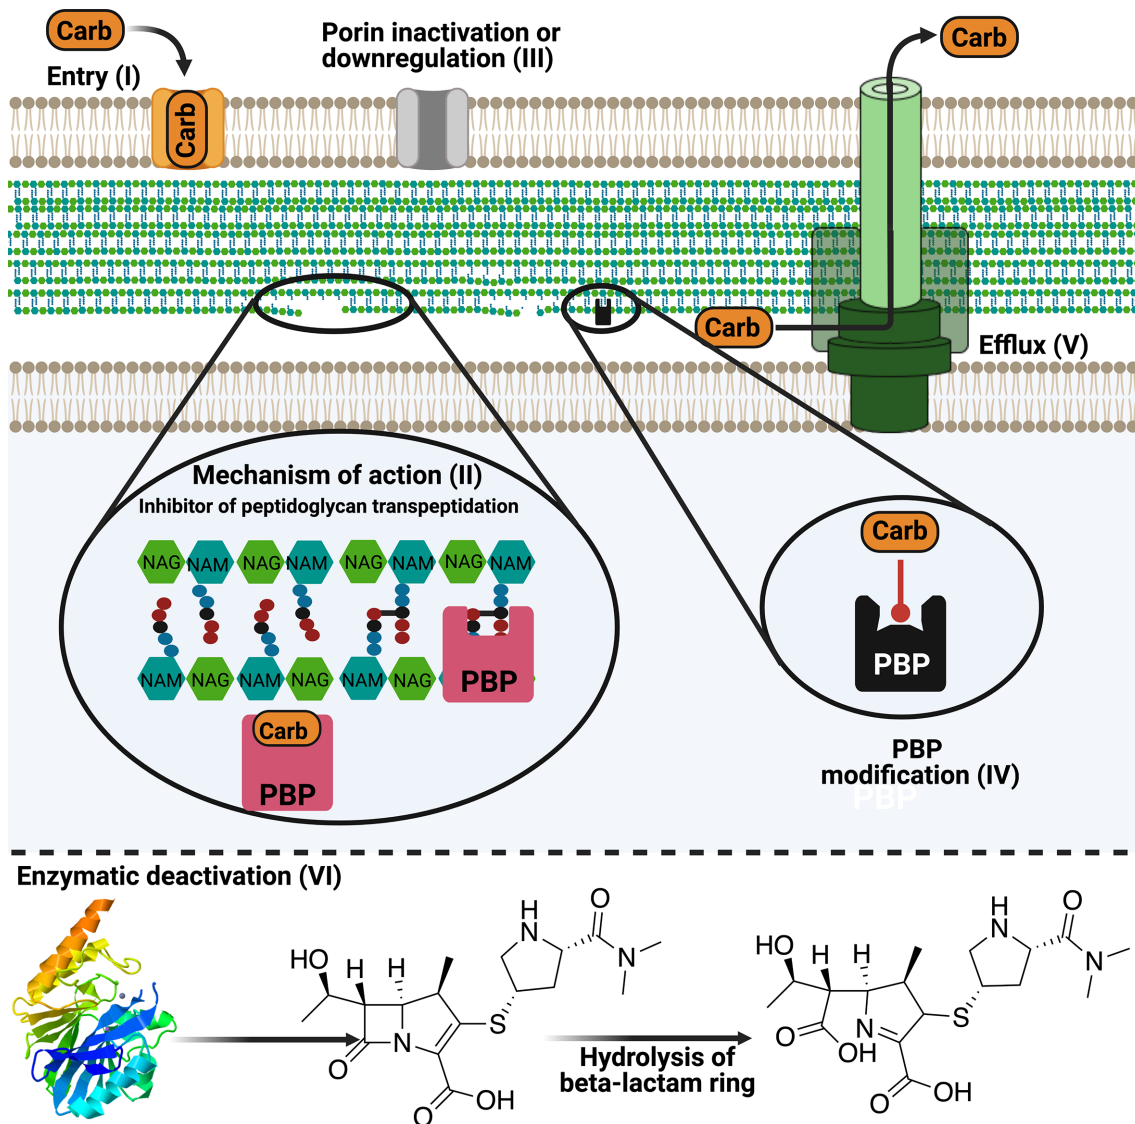 Carb
Entry (I)
Carb
Porin inactivation or
downregulation (III)
Carb
Carb
Efflux (V)
Mechanism of action (II)
Inhibitor of peptidoglycan transpeptidation
NAG NAM NAG NAM NAG NAM NAG NAM
NAM NAG NAM NAG NAM NAG
PBP
Carb
PBP
Carb
PBP
PBP
modification (IV)
PBP
Enzymatic deactivation (VI)
HO
H
H
O
N
S
H
N
O
N
O
OH
Hydrolysis of
beta-lactam ring
HO
H
H
O
OH
N
S
H
N
O
N
O
OH